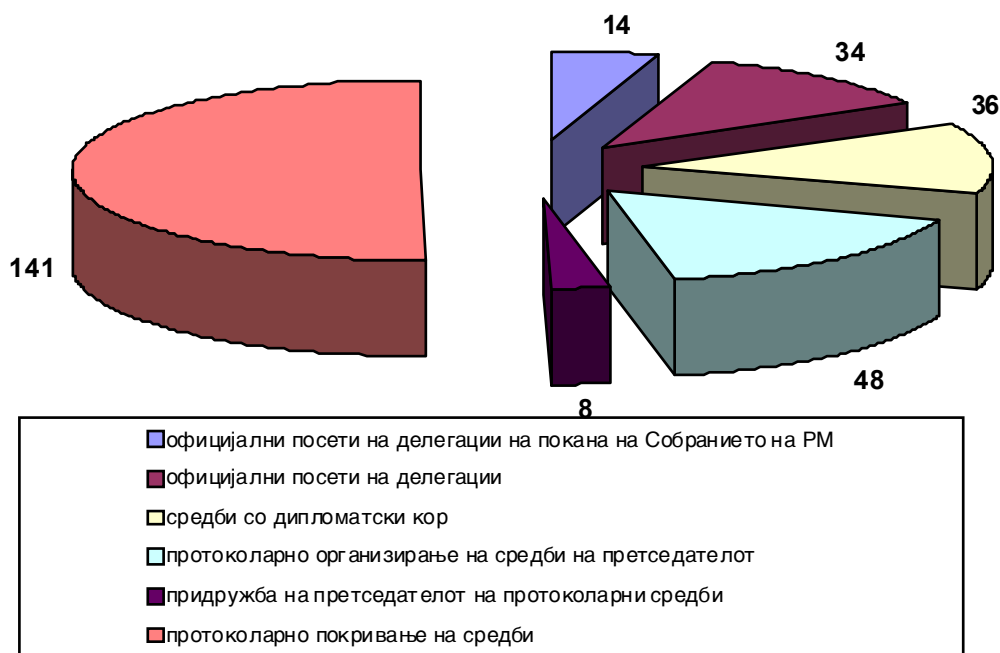 14
34
36
141
48
8
официјални посети на делегации на покана на Собранието на РМ
официјални посети на делегации
средби со дипломатски кор
протоколарно организирање на средби на претседателот
придружба на претседателот на протоколарни средби
протоколарно покривање на средби